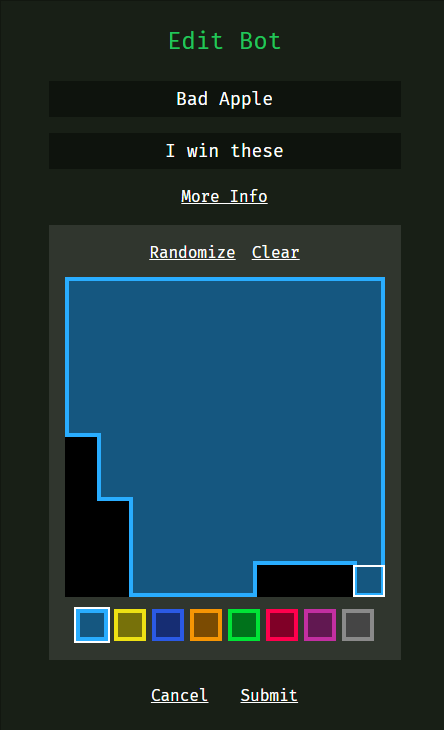 Edit Bot
Bad Apple
I win these
More Info
Randomize Clear
Cancel Submit